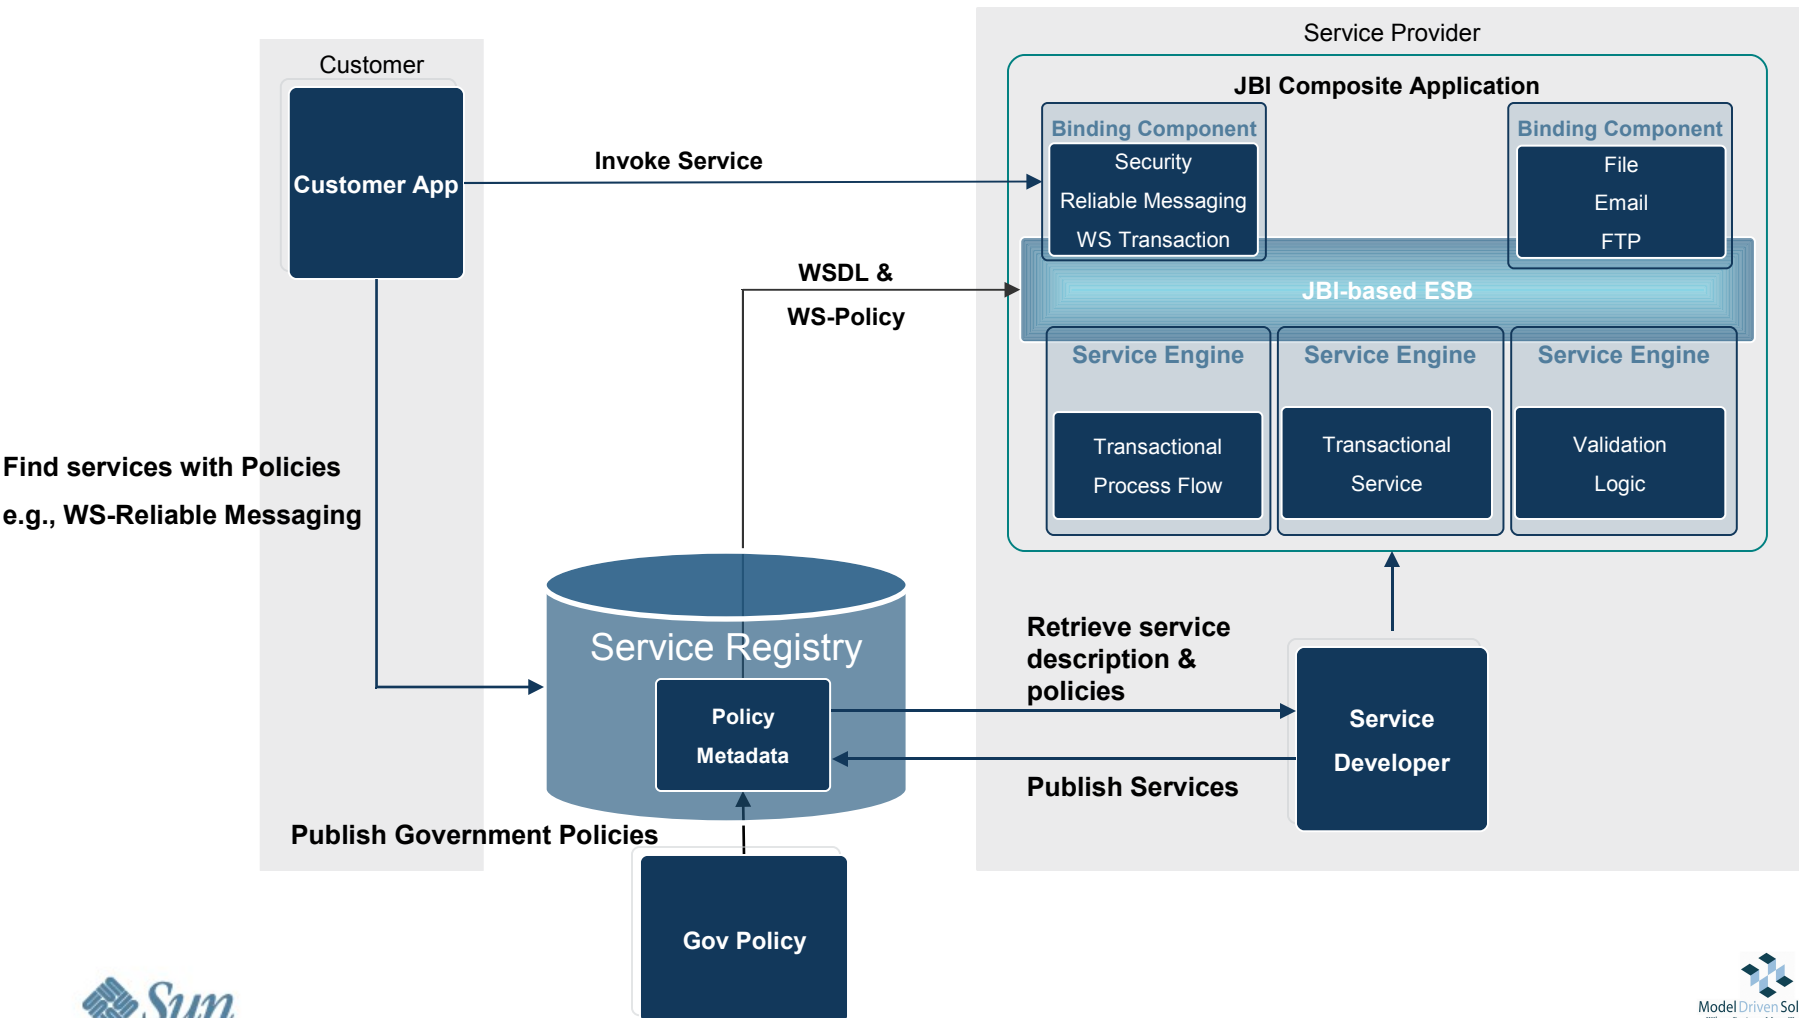 Service Provider
Customer
JBI Composite Application
Binding Component
Security
Reliable Messaging
WS Transaction
Binding Component
File
Email
FTP
Customer App
Invoke Service
WSDL &
WS-Policy
JBI-based ESB
Service Engine
Transactional
Process Flow
Service Engine
Transactional
Service
Service Engine
Validation
Logic
Find services with Policies
e.g., WS-Reliable Messaging
Service Registry
Policy
Metadata
Retrieve service
description &
policies
Publish Services
Service
Developer
Publish Government Policies
Gov Policy
Sun
Model Driven Sol